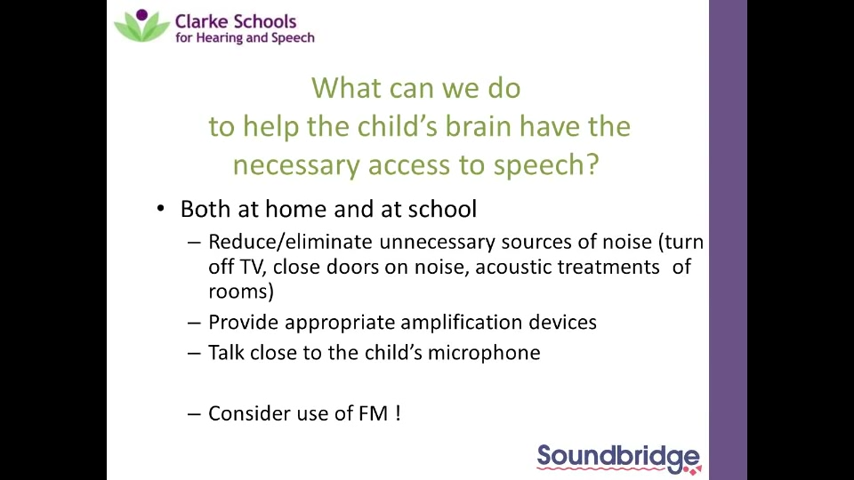 Clarke Schools
for Hearing and Speech
What can we do
to help the child's brain have the
necessary access to speech?
• Both at home and at school
– Reduce/eliminate unnecessary sources of noise (turn
off TV, close doors on noise, acoustic treatments of
rooms)
– Provide appropriate amplification devices
– Talk close to the child's microphone
– Consider use of FM !
Soundbridge